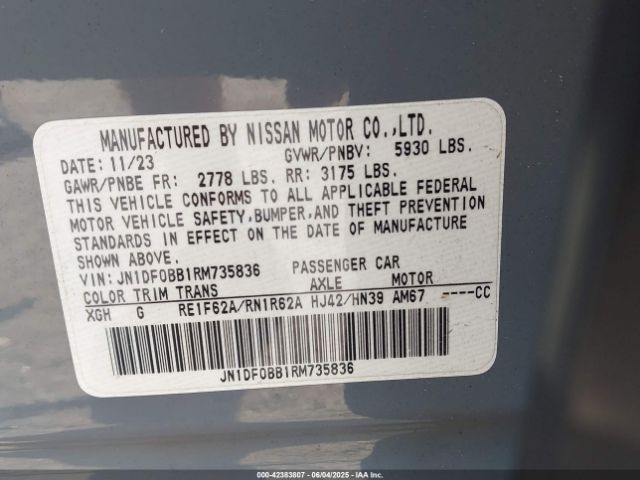 MANUFACTURED BY NISSAN MOTOR CO.,LTD.
DATE: 11/23 GVWR/PNBV: 5930 LBS.
GAWR/PNBE FR: 2778 LBS. RR: 3175 LBS.
THIS VEHICLE CONFORMS TO ALL APPLICABLE FEDERAL
MOTOR VEHICLE SAFETY,BUMPER,AND THEFT PREVENTION
STANDARDS IN EFFECT ON THE DATE OF MANUFACTURE
SHOWN ABOVE.
VIN: JN1DF0BB1RM735836 PASSENGER CAR
COLOR TRIM TRANS AXLE MOTOR
XGH G RE1F62A/RN1R62A HJ42/HN39 AM67 ----CC
JN1DF0BB1RM735836
000-42383807 | 06/04/2025 | IAA, Inc.